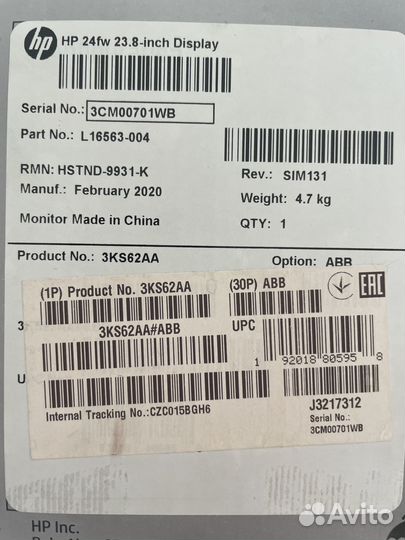 hp HP 24fw 23.8-inch Display
Serial No.: 3CM00701WB
Part No.: L16563-004
RMN: HSTND-9931-K
Rev.: SIM131
Manuf.: February 2020
Weight: 4.7 kg
Monitor Made in China
QTY: 1
Product No.: 3KS62AA
Option: ABB
(1P) Product No. 3KS62AA
(30P) ABB
EAC
3KS62AA#ABB
UPC
1 92018 80595 8
Internal Tracking No.:CZC015BGH6
J3217312
Serial No.:
3CM00701WB
HP Inc.
Avito